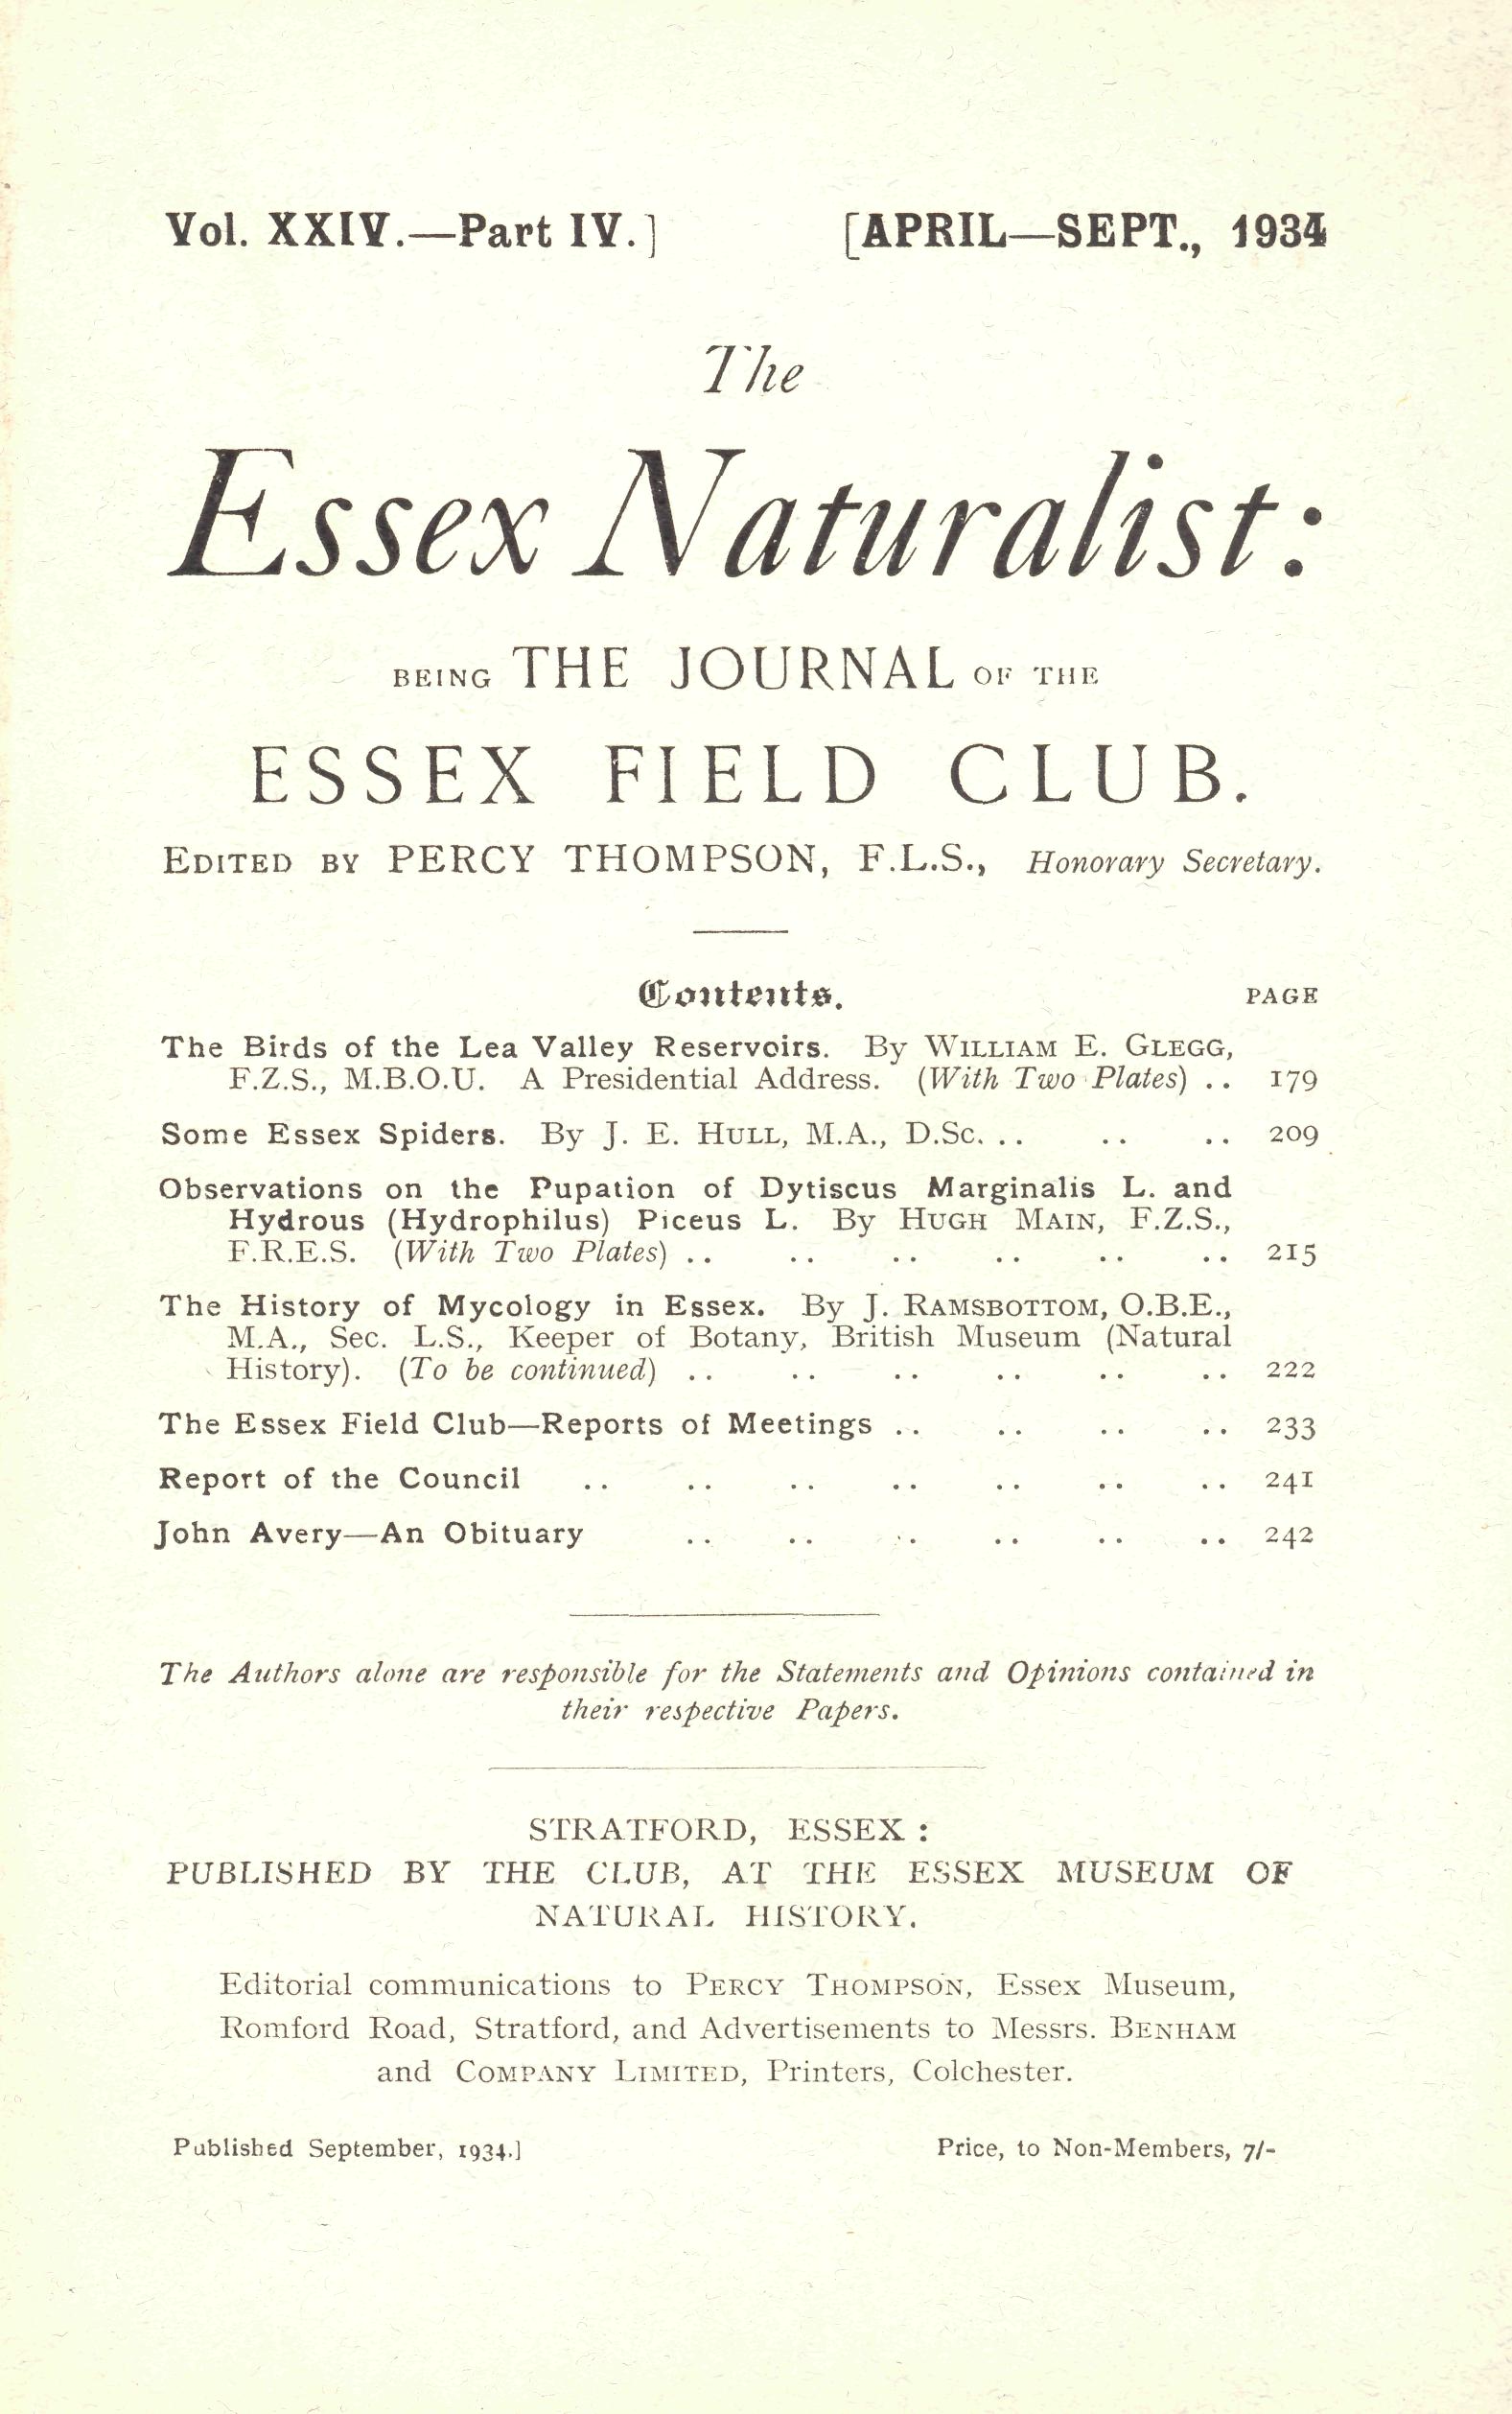 Vol. XXIV.—Part IV.] [APRIL—SEPT., 1934
The
Essex Naturalist:
BEING THE JOURNAL OF THE
ESSEX FIELD CLUB.
EDITED BY PERCY THOMPSON, F.L.S., Honorary Secretary.
Contents. PAGE
The Birds of the Lea Valley Reservoirs. By WILLIAM E. GLEGG,
F.Z.S., M.B.O.U. A Presidential Address. (With Two Plates) .. 179
Some Essex Spiders. By J. E. HULL, M.A., D.Sc. .. .. .. 209
Observations on the Pupation of Dytiscus Marginalis L. and
Hydrous (Hydrophilus) Piceus L. By HUGH MAIN, F.Z.S.,
F.R.E.S. (With Two Plates) .. .. .. .. .. .. 215
The History of Mycology in Essex. By J. RAMSBOTTOM, O.B.E.,
M.A., Sec. L.S., Keeper of Botany, British Museum (Natural
History). (To be continued) .. .. .. .. .. .. 222
The Essex Field Club—Reports of Meetings .. .. .. .. 233
Report of the Council .. .. .. .. .. .. .. 241
John Avery—An Obituary .. .. .. .. .. .. 242
The Authors alone are responsible for the Statements and Opinions contained in
their respective Papers.
STRATFORD, ESSEX :
PUBLISHED BY THE CLUB, AT THE ESSEX MUSEUM OF
NATURAL HISTORY.
Editorial communications to PERCY THOMPSON, Essex Museum,
Romford Road, Stratford, and Advertisements to Messrs. BENHAM
and COMPANY LIMITED, Printers, Colchester.
Published September, 1934.] Price, to Non-Members, 7/-